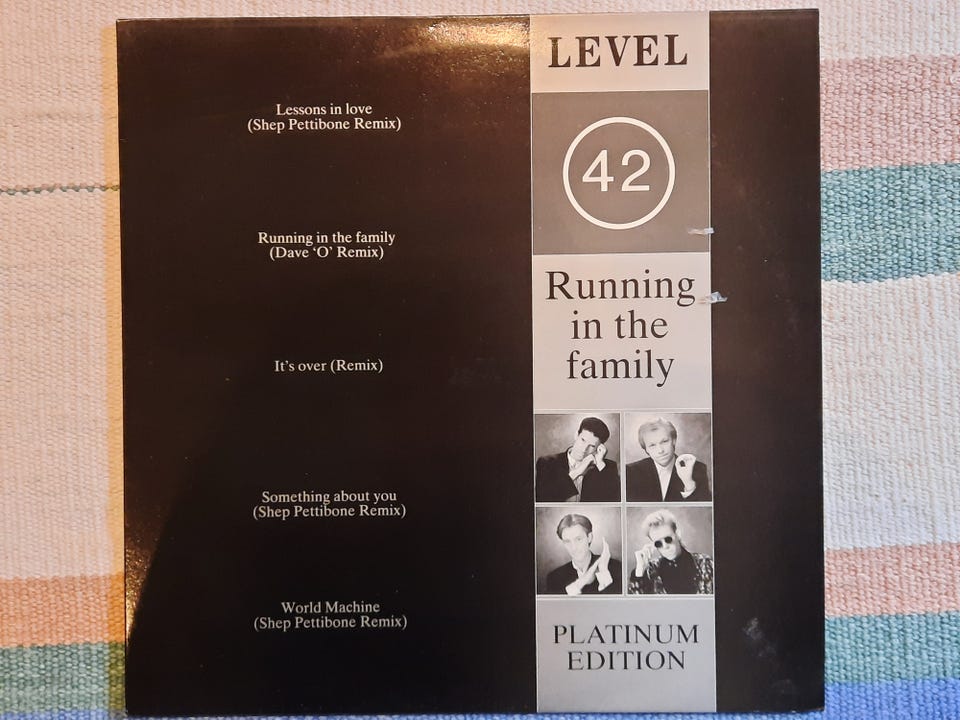 Lessons in love
(Shep Pettibone Remix)
Running in the family
(Dave ‘O’ Remix)
It's over (Remix)
Something about you
(Shep Pettibone Remix)
World Machine
(Shep Pettibone Remix)
LEVEL
42
Running
in the
family
PLATINUM
EDITION